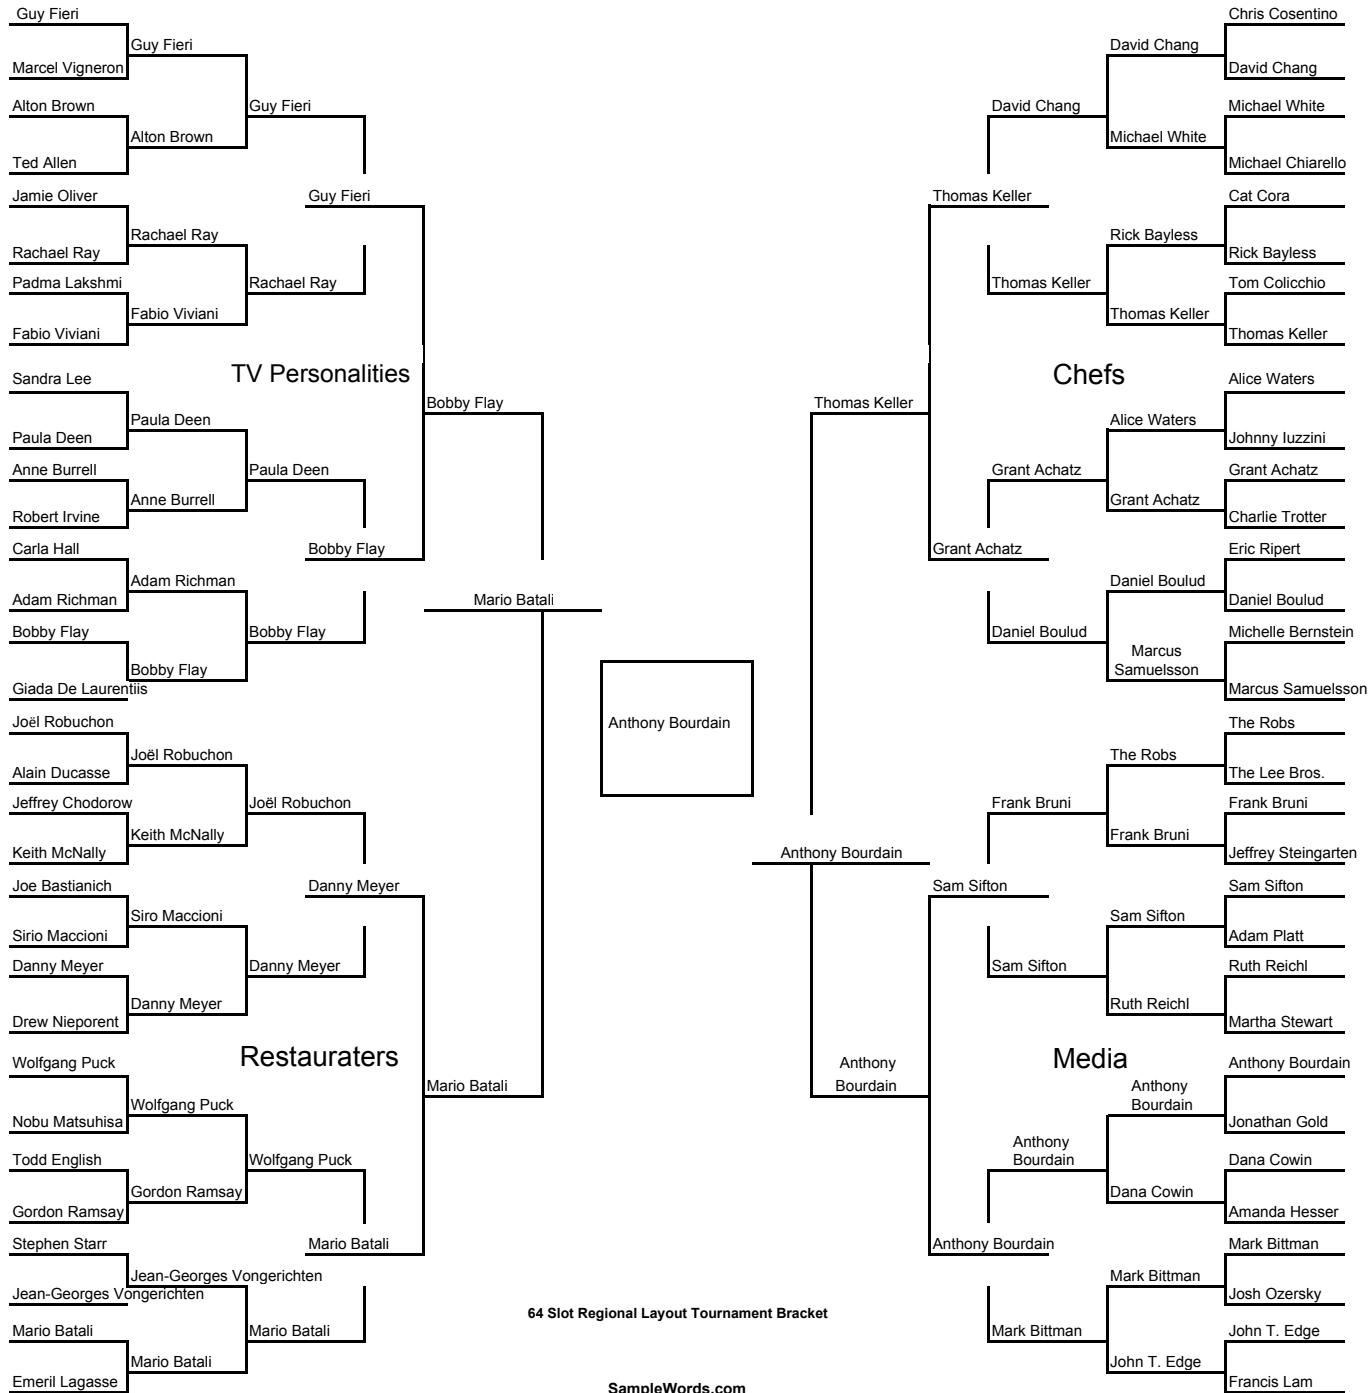 Guy Fieri
Marcel Vigneron
Alton Brown
Ted Allen
Jamie Oliver
Rachael Ray
Padma Lakshmi
Fabio Viviani
Sandra Lee
Paula Deen
Anne Burrell
Robert Irvine
Carla Hall
Adam Richman
Bobby Flay
Giada De Laurentiis
Joël Robuchon
Alain Ducasse
Jeffrey Chodorow
Keith McNally
Joe Bastianich
Sirio Maccioni
Danny Meyer
Drew Nieporent
Wolfgang Puck
Nobu Matsuhisa
Todd English
Gordon Ramsay
Stephen Starr
Jean-Georges Vongerichten
Mario Batali
Emeril Lagasse
Guy Fieri
Alton Brown
Rachael Ray
Fabio Viviani
Paula Deen
Anne Burrell
Adam Richman
Bobby Flay
Joël Robuchon
Keith McNally
Siro Maccioni
Danny Meyer
Wolfgang Puck
Gordon Ramsay
Jean-Georges Vongerichten
Mario Batali
Guy Fieri
Rachael Ray
Paula Deen
Bobby Flay
Joël Robuchon
Danny Meyer
Wolfgang Puck
Mario Batali
Guy Fieri
TV Personalities
Bobby Flay
Danny Meyer
Restauraters
Mario Batali
Bobby Flay
Mario Batali
Mario Batali
Anthony Bourdain
64 Slot Regional Layout Tournament Bracket
SampleWords.com
Anthony Bourdain
Thomas Keller
Anthony
Bourdain
Thomas Keller
Grant Achatz
Sam Sifton
Anthony Bourdain
David Chang
Thomas Keller
Chefs
Grant Achatz
Daniel Boulud
Frank Bruni
Sam Sifton
Media
Anthony
Bourdain
Mark Bittman
David Chang
Michael White
Rick Bayless
Thomas Keller
Alice Waters
Grant Achatz
Daniel Boulud
Marcus
Samuelsson
The Robs
Frank Bruni
Sam Sifton
Ruth Reichl
Anthony
Bourdain
Dana Cowin
Mark Bittman
John T. Edge
Chris Cosentino
David Chang
Michael White
Michael Chiarello
Cat Cora
Rick Bayless
Tom Colicchio
Thomas Keller
Alice Waters
Johnny Iuzzini
Grant Achatz
Charlie Trotter
Eric Ripert
Daniel Boulud
Michelle Bernstein
Marcus Samuelsson
The Robs
The Lee Bros.
Frank Bruni
Jeffrey Steingarten
Sam Sifton
Adam Platt
Ruth Reichl
Martha Stewart
Anthony Bourdain
Jonathan Gold
Dana Cowin
Amanda Hesser
Mark Bittman
Josh Ozersky
John T. Edge
Francis Lam